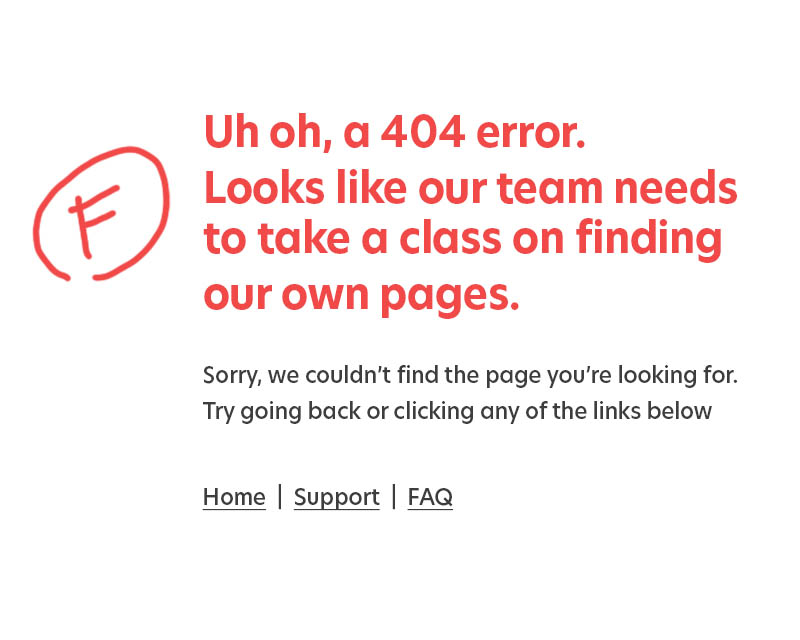 F
Uh oh, a 404 error.
Looks like our team needs
to take a class on finding
our own pages.
Sorry, we couldn’t find the page you’re looking for.
Try going back or clicking any of the links below
Home | Support | FAQ